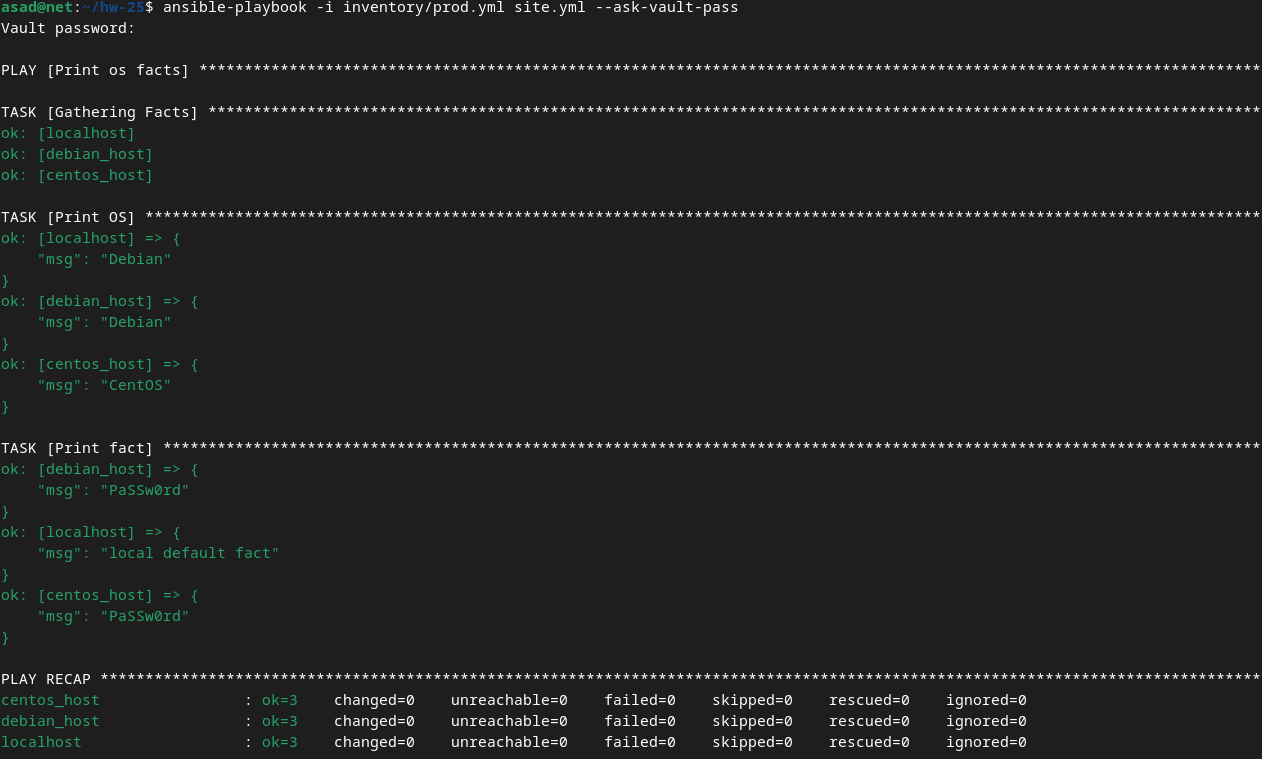 asad@net:~/hw-25$ ansible-playbook -i inventory/prod.yml site.yml --ask-vault-pass
Vault password:
PLAY [Print os facts] **********************************************************************************************************************
TASK [Gathering Facts] *********************************************************************************************************************
ok: [localhost]
ok: [debian_host]
ok: [centos_host]
TASK [Print OS] ****************************************************************************************************************************
ok: [localhost] => {
    "msg": "Debian"
}
ok: [debian_host] => {
    "msg": "Debian"
}
ok: [centos_host] => {
    "msg": "CentOS"
}
TASK [Print fact] **************************************************************************************************************************
ok: [debian_host] => {
    "msg": "PaSSw0rd"
}
ok: [localhost] => {
    "msg": "local default fact"
}
ok: [centos_host] => {
    "msg": "PaSSw0rd"
}
PLAY RECAP *********************************************************************************************************************************
centos_host                : ok=3    changed=0    unreachable=0    failed=0    skipped=0    rescued=0    ignored=0
debian_host                : ok=3    changed=0    unreachable=0    failed=0    skipped=0    rescued=0    ignored=0
localhost                  : ok=3    changed=0    unreachable=0    failed=0    skipped=0    rescued=0    ignored=0